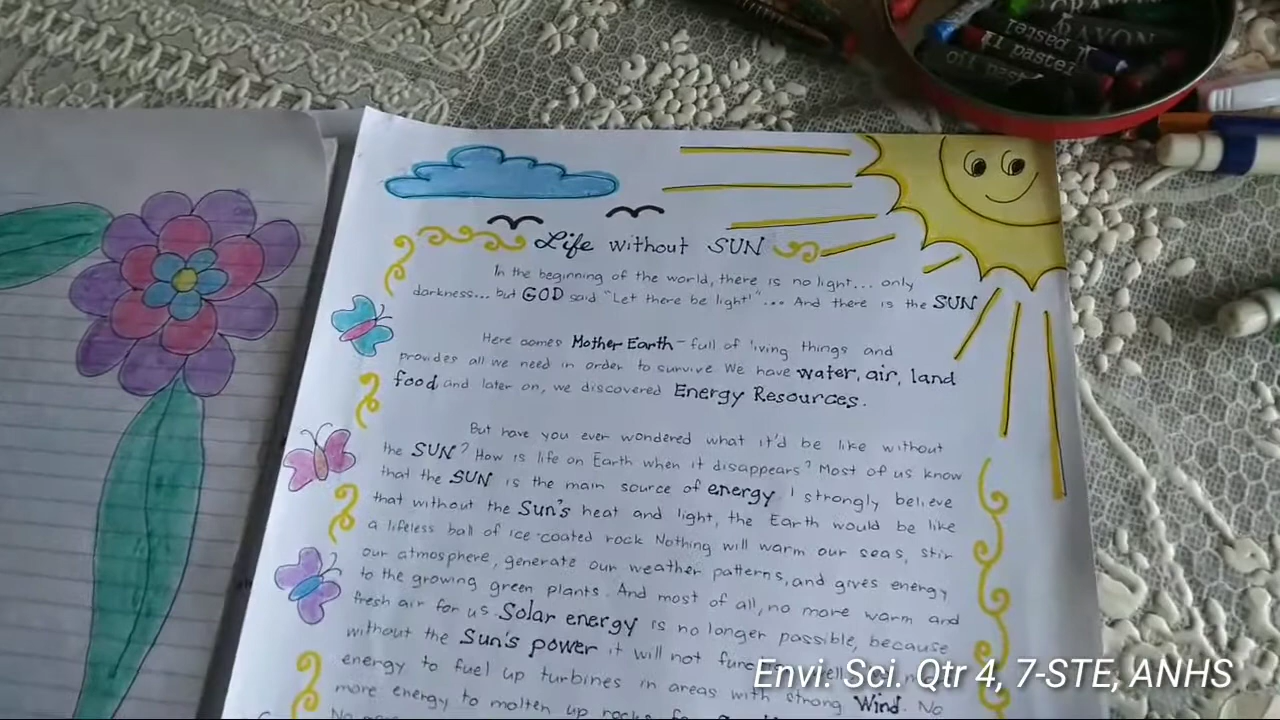 CRAYON
oil pastel
oil pastel
Life without SUN
In the beginning of the world, there is no light... only
darkness... but GOD said "Let there be light!"... And there is the SUN
Here comes Mother Earth - full of living things and
provides all we need in order to survive. We have water, air, land
food and later on, we discovered Energy Resources.
But have you ever wondered what it'd be like without
the SUN? How is life on Earth when it disappears? Most of us know
that the SUN is the main source of energy. I strongly believe
that without the Sun's heat and light, the Earth would be like
a lifeless ball of ice-coated rock. Nothing will warm our seas, stir
our atmosphere, generate our weather patterns, and gives energy
to the growing green plants. And most of all, no more warm and
fresh air for us. Solar energy is no longer possible, because
without the Sun's power it will not
energy to fuel up turbines in areas with strong Wind. No
more energy to molten up rocks
Envi. Sci. Qtr 4, 7-STE, ANHS